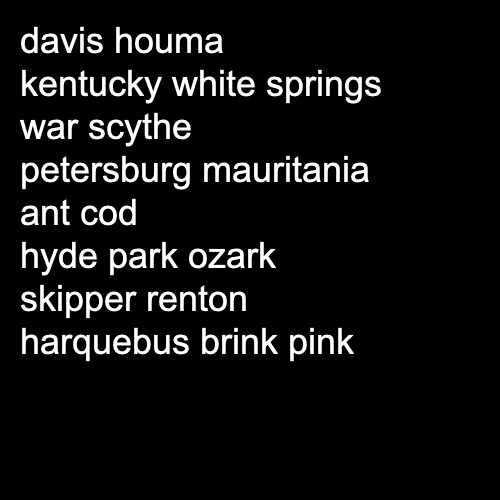 davis houma
kentucky white springs
war scythe
petersburg mauritania
ant cod
hyde park ozark
skipper renton
harquebus brink pink